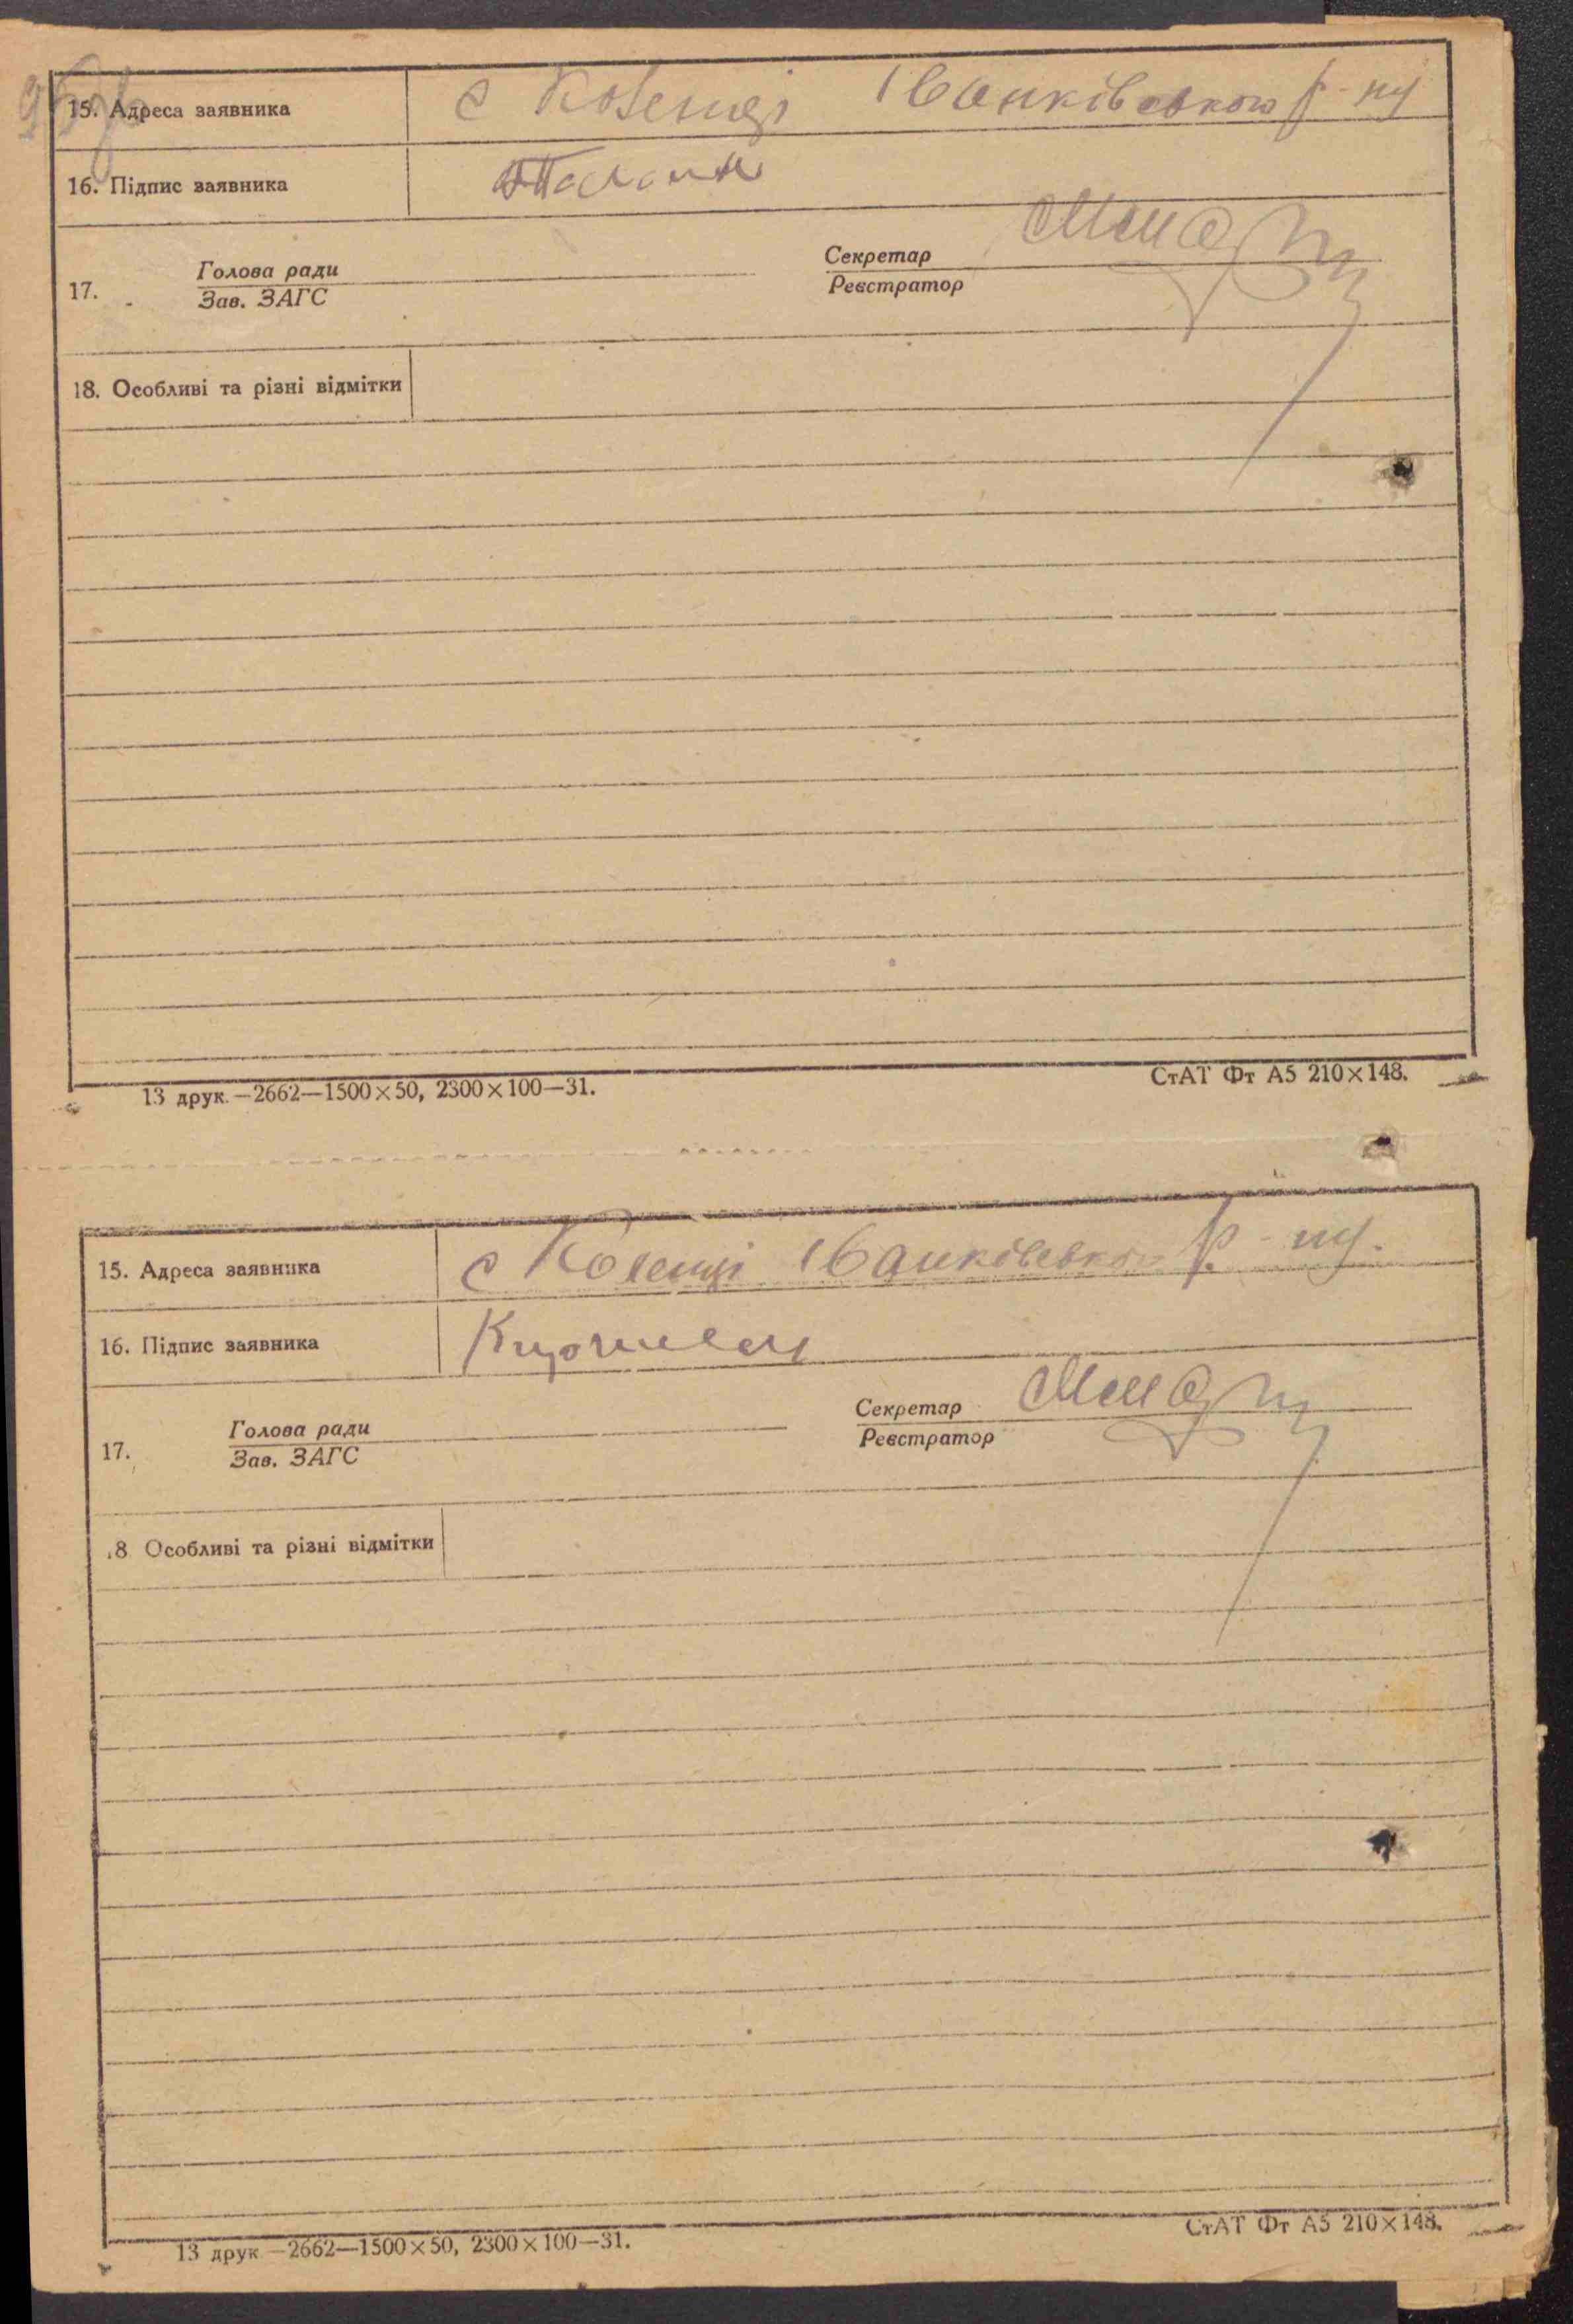 15. Адреса заявника с Коленці Іванківського р-ну
16. Підпис заявника
17. Голова ради Секретар
Зав. ЗАГС Реєстратор
18. Особливі та різні відмітки
13 друк.—2662—1500×50, 2300×100—31. СтАТ Фт А5 210×148.
15. Адреса заявника с Коленці Іванківсько р-ну.
16. Підпис заявника
17. Голова ради Секретар
Зав. ЗАГС Реєстратор
8 Особливі та різні відмітки
13 друк —2662—1500×50, 2300×100—31. СтАТ Фт А5 210×148.